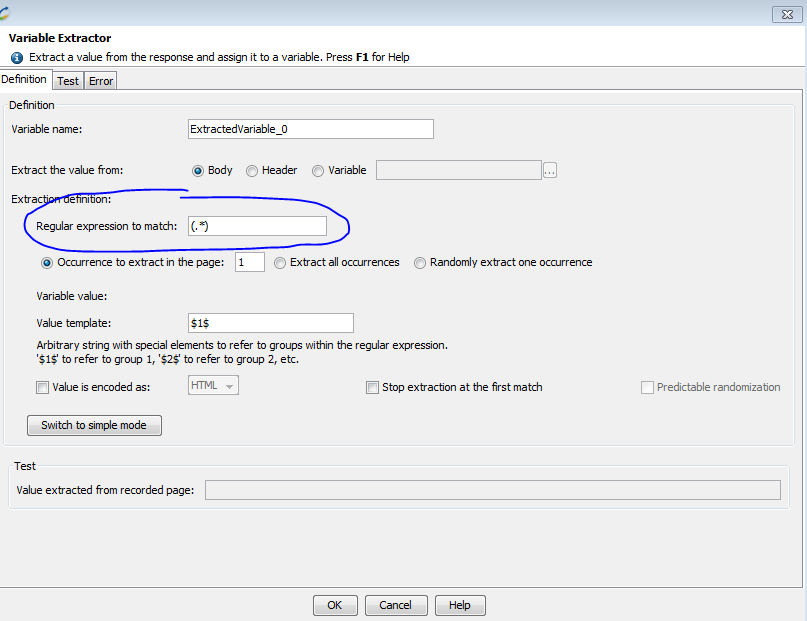 Variable Extractor
Extract a value from the response and assign it to a variable. Press F1 for Help
Definition Test Error
Definition
Variable name: ExtractedVariable_0
Extract the value from: Body Header Variable ...
Extraction definition:
Regular expression to match: (.*)
Occurrence to extract in the page: 1 Extract all occurrences Randomly extract one occurrence
Variable value:
Value template: $1$
Arbitrary string with special elements to refer to groups within the regular expression.
'$1$' to refer to group 1, '$2$' to refer to group 2, etc.
Value is encoded as: HTML Stop extraction at the first match Predictable randomization
Switch to simple mode
Test
Value extracted from recorded page:
OK Cancel Help